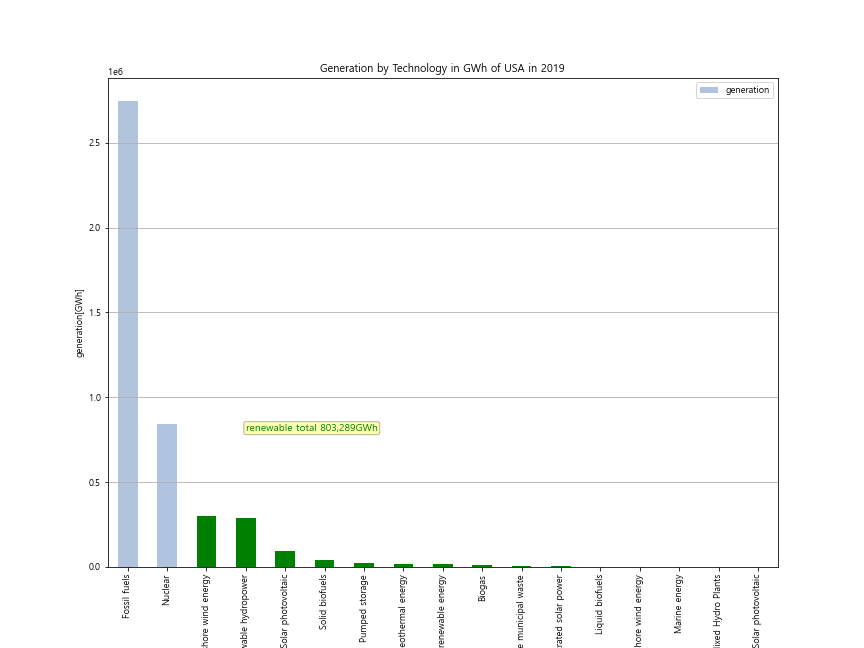 Generation by Technology in GWh of USA in 2019
1e6
generation
2.5
2.0
1.5
1.0
0.5
0.0
generation[GWh]
renewable total 803,289GWh
Fossil fuels
Nuclear
shore wind energy
wable hydropower
Solar photovoltaic
Solid biofuels
Pumped storage
eothermal energy
renewable energy
Biogas
e municipal waste
rated solar power
Liquid biofuels
hore wind energy
Marine energy
ixed Hydro Plants
Solar photovoltaic